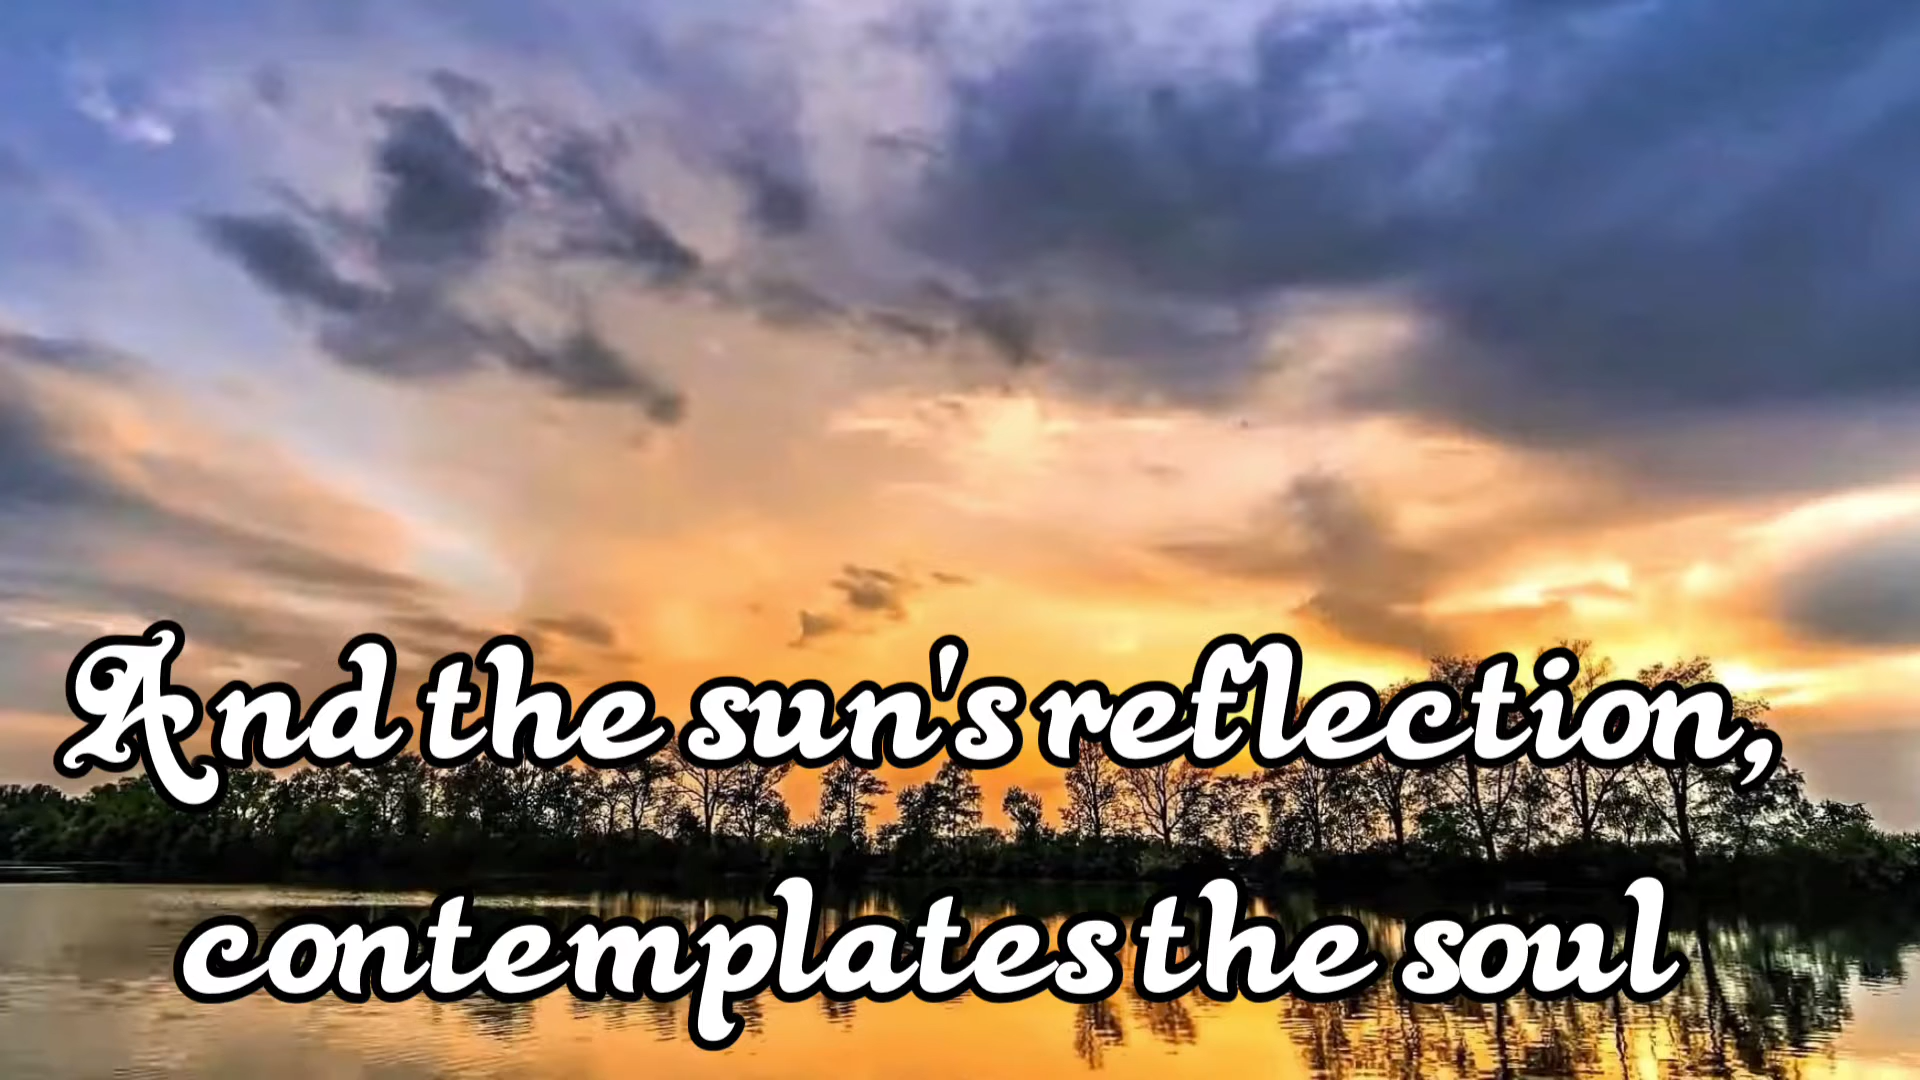 And the sun's reflection,
contemplates the soul